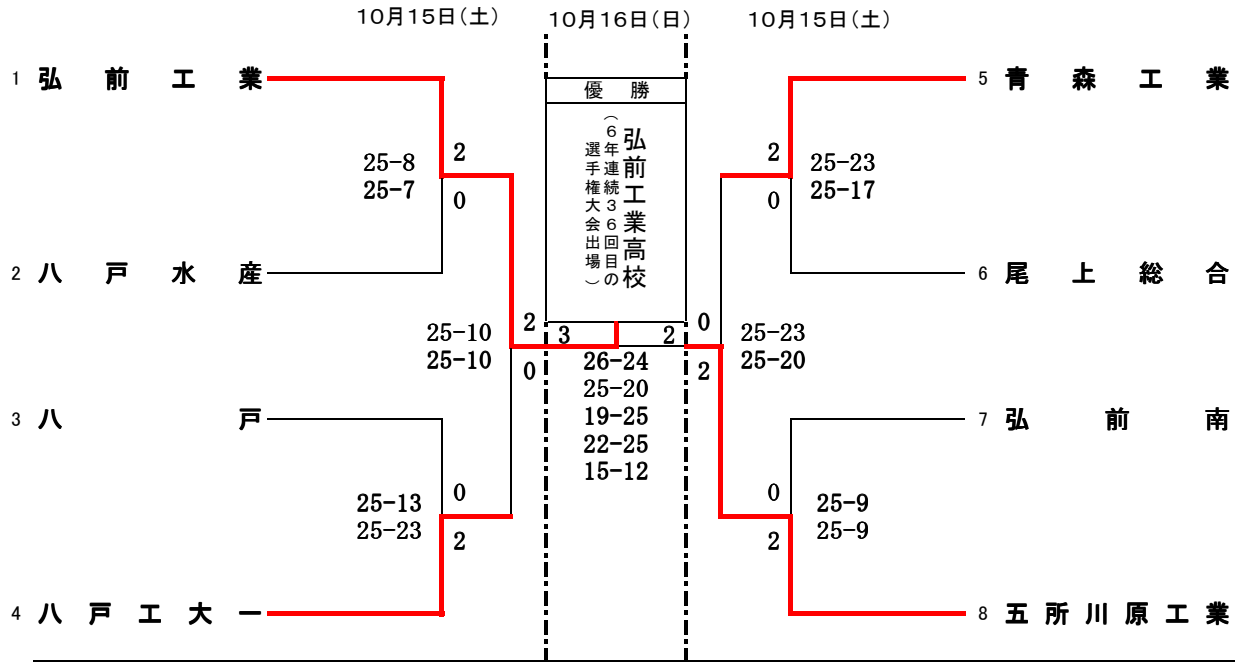 10月15日(土) 10月16日(日) 10月15日(土)
優 勝
弘前工業高校
(6年連続36回目の
選手権大会出場)
1 弘前工業
25-8
25-7
2
0
2 八戸水産
25-10
25-10
2
0
3 八戸
25-13
25-23
0
2
4 八戸工大一
3 2
26-24
25-20
19-25
22-25
15-12
5 青森工業
2
0
25-23
25-17
6 尾上総合
0
2
25-23
25-20
7 弘前南
0
2
25-9
25-9
8 五所川原工業